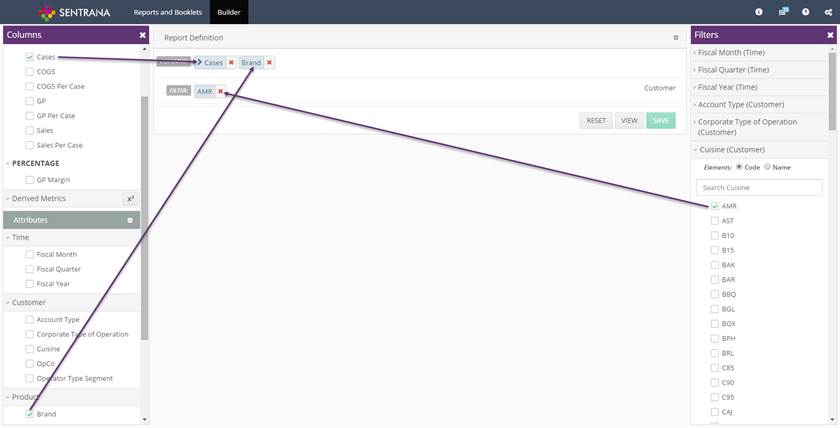 SENTRANA
Reports and Booklets
Builder
Columns
Cases
COGS
COGS Per Case
GP
GP Per Case
Sales
Sales Per Case
PERCENTAGE
GP Margin
Derived Metrics
x²
Attributes
Time
Fiscal Month
Fiscal Quarter
Fiscal Year
Customer
Account Type
Corporate Type of Operation
Cuisine
OpCo
Operator Type Segment
Product
Brand
Report Definition
Cases
Brand
FILTER:
AMR
Customer
RESET
VIEW
SAVE
Filters
Fiscal Month (Time)
Fiscal Quarter (Time)
Fiscal Year (Time)
Account Type (Customer)
Corporate Type of Operation
(Customer)
Cuisine (Customer)
Elements: Code Name
Search Cuisine
AMR
AST
B10
B15
BAK
BAR
BBQ
BGL
BOX
BPH
BRL
C85
C90
C95
CAJ